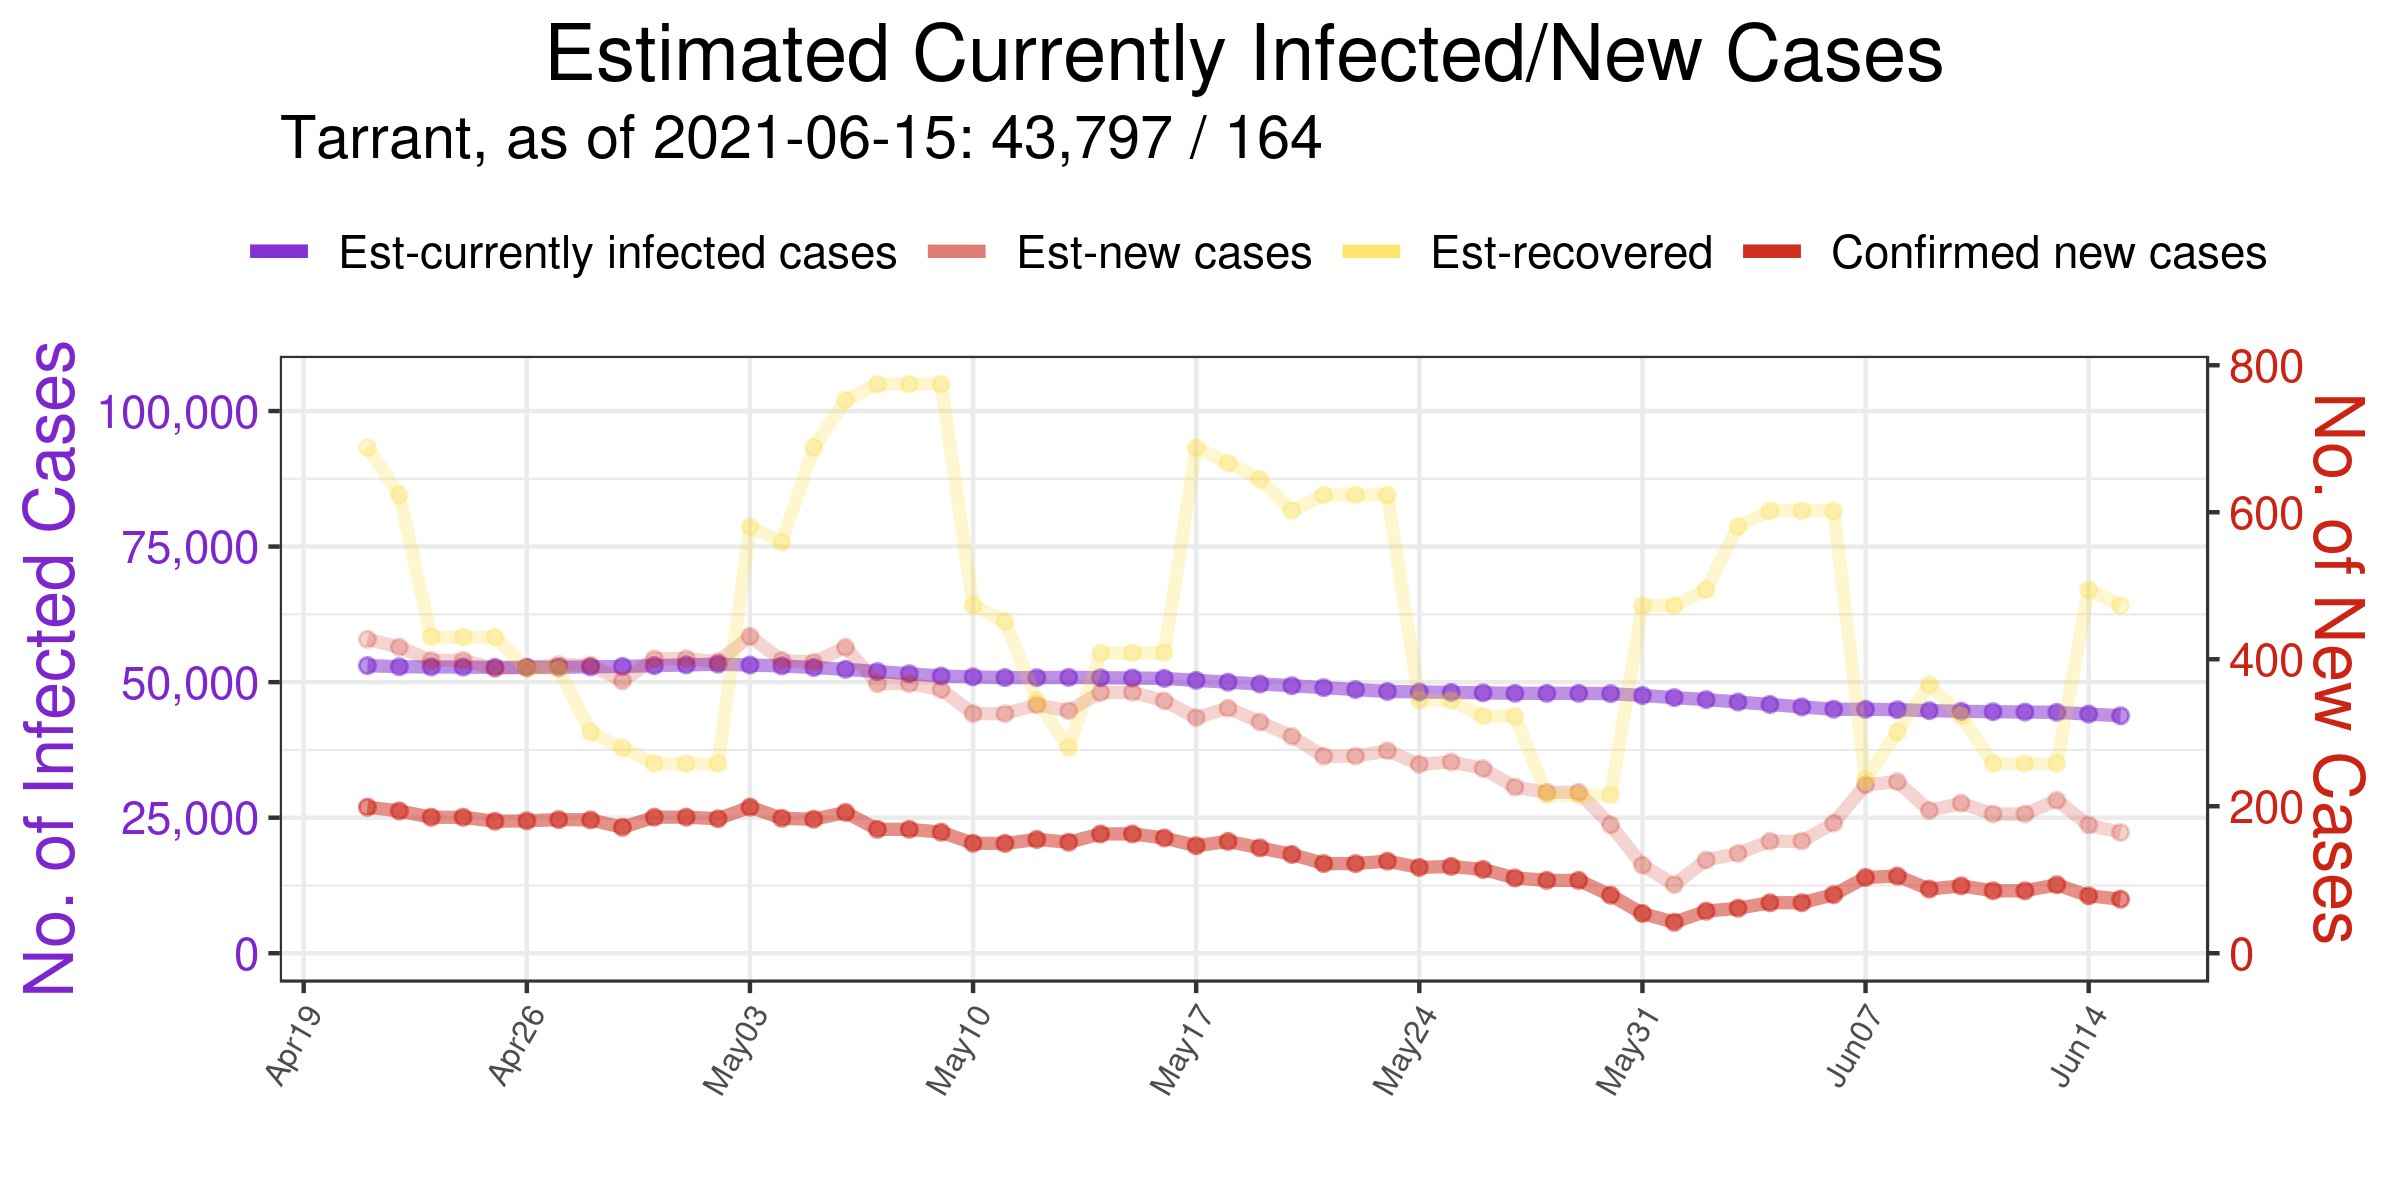 Estimated Currently Infected/New Cases
Tarrant, as of 2021-06-15: 43,797 / 164
Est-currently infected cases Est-new cases Est-recovered Confirmed new cases
No. of Infected Cases
100,000
75,000
50,000
25,000
0
800
600
400
200
0
No. of New Cases
Apr19 Apr26 May03 May10 May17 May24 May31 Jun07 Jun14